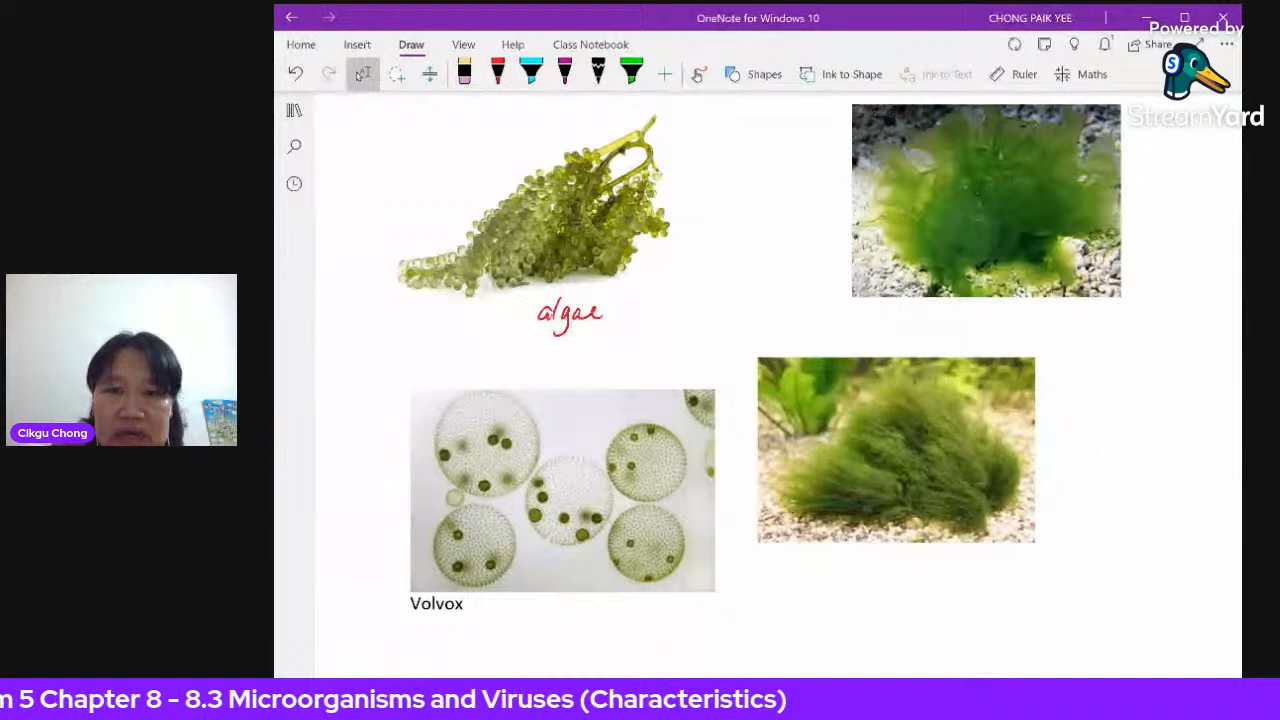 OneNote for Windows 10
CHONG PAIK YEE
Powered by
StreamYard
Home Insert Draw View Help Class Notebook
Share
Shapes
Ink to Shape
Ink to Text
Ruler
Maths
algae
Cikgu Chong
Volvox
m 5 Chapter 8 - 8.3 Microorganisms and Viruses (Characteristics)